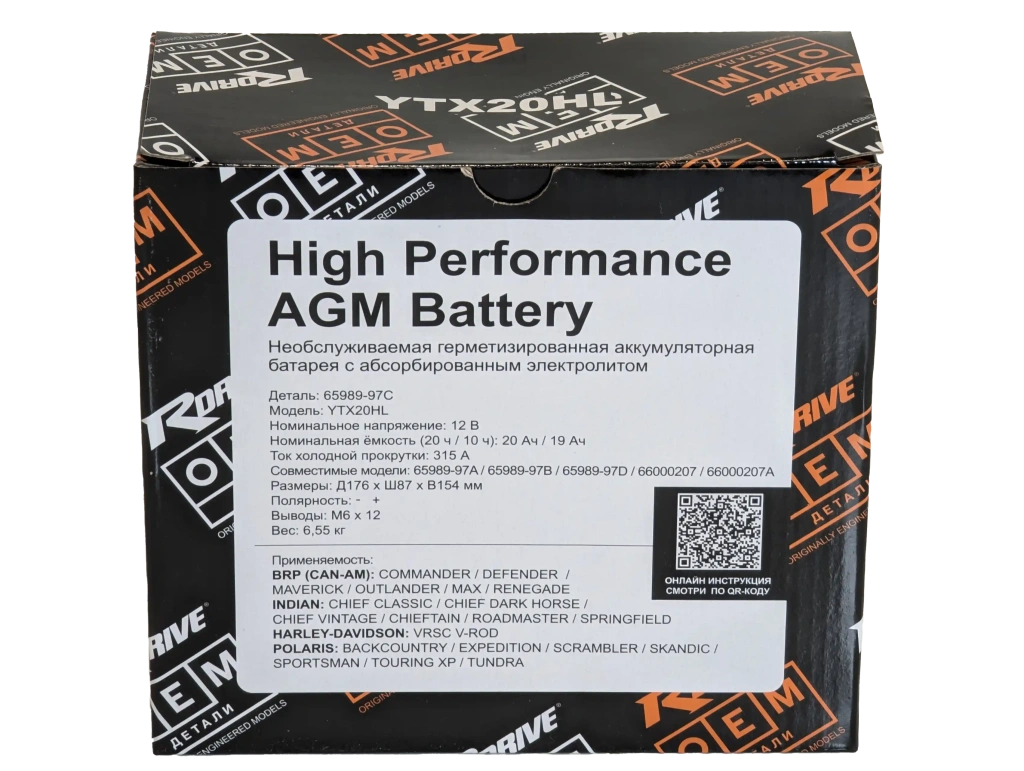 YTX20HL
RDRIVE
OEM
ДЕТАЛИ
High Performance
AGM Battery
Необслуживаемая герметизированная аккумуляторная
батарея с абсорбированным электролитом
Деталь: 65989-97C
Модель: YTX20HL
Номинальное напряжение: 12 В
Номинальная ёмкость (20 ч / 10 ч): 20 Ач / 19 Ач
Ток холодной прокрутки: 315 А
Совместимые модели: 65989-97A / 65989-97B / 65989-97D / 66000207 / 66000207A
Размеры: Д176 x Ш87 x В154 мм
Полярность: - +
Выводы: M6 x 12
Вес: 6,55 кг
ОНЛАЙН ИНСТРУКЦИЯ
СМОТРИ ПО QR-КОДУ
Применяемость:
BRP (CAN-AM): COMMANDER / DEFENDER /
MAVERICK / OUTLANDER / MAX / RENEGADE
INDIAN: CHIEF CLASSIC / CHIEF DARK HORSE /
CHIEF VINTAGE / CHIEFTAIN / ROADMASTER / SPRINGFIELD
HARLEY-DAVIDSON: VRSC V-ROD
POLARIS: BACKCOUNTRY / EXPEDITION / SCRAMBLER / SKANDIC /
SPORTSMAN / TOURING XP / TUNDRA